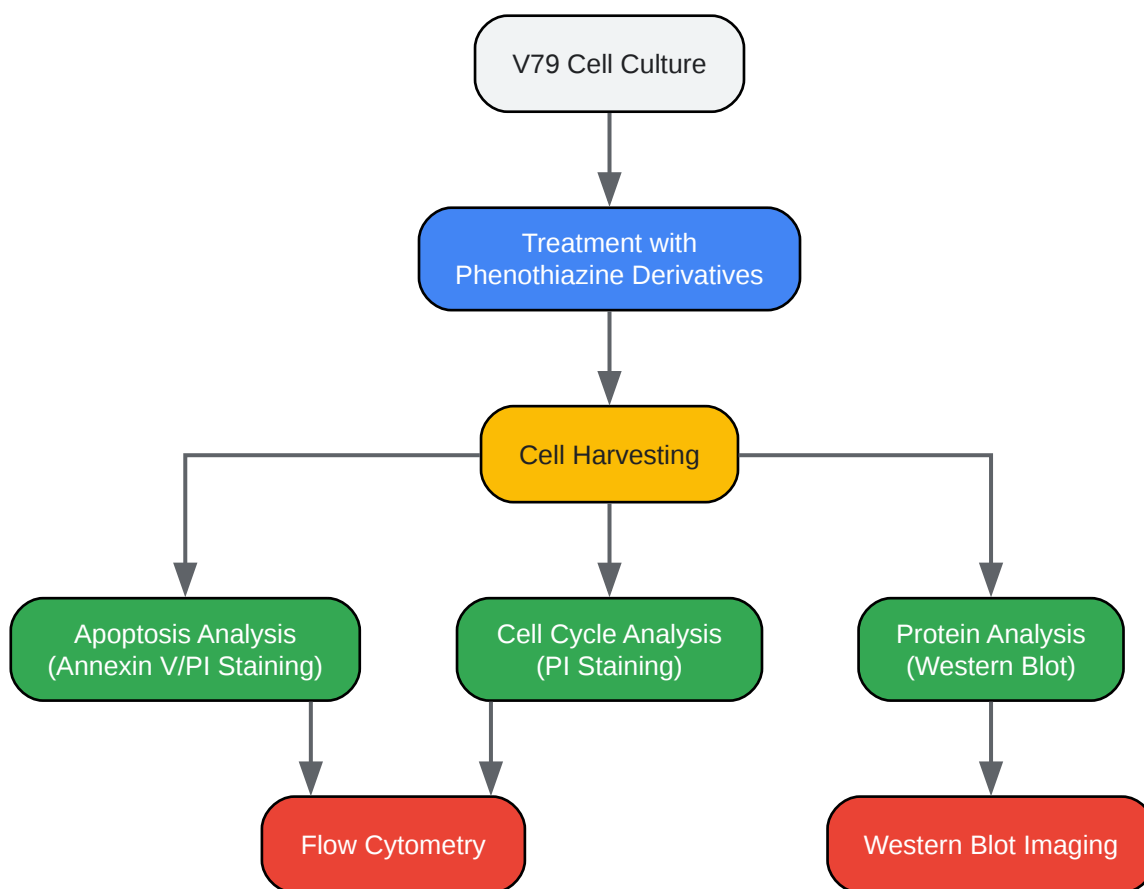 V79 Cell Culture
Treatment with
Phenothiazine Derivatives
Cell Harvesting
Apoptosis Analysis
(Annexin V/PI Staining)
Cell Cycle Analysis
(PI Staining)
Protein Analysis
(Western Blot)
Flow Cytometry
Western Blot Imaging